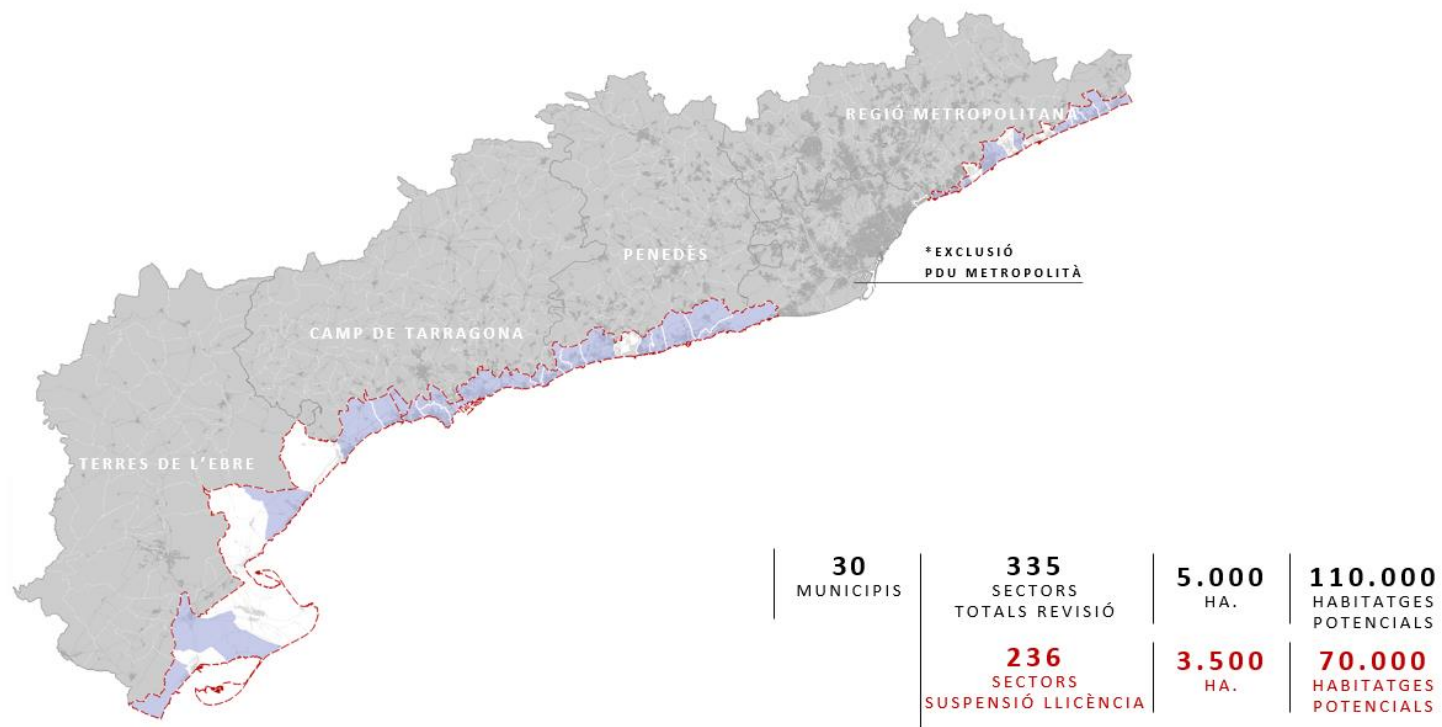 REGIÓ METROPOLITANA
PENEDÈS
*EXCLUSIÓ
PDU METROPOLITÀ
CAMP DE TARRAGONA
TERRES DE L'EBRE
30
MUNICIPIS
335
SECTORS
TOTALS REVISIÓ
5.000
HA.
110.000
HABITATGES
POTENCIALS
236
SECTORS
SUSPENSIÓ LLICÈNCIA
3.500
HA.
70.000
HABITATGES
POTENCIALS